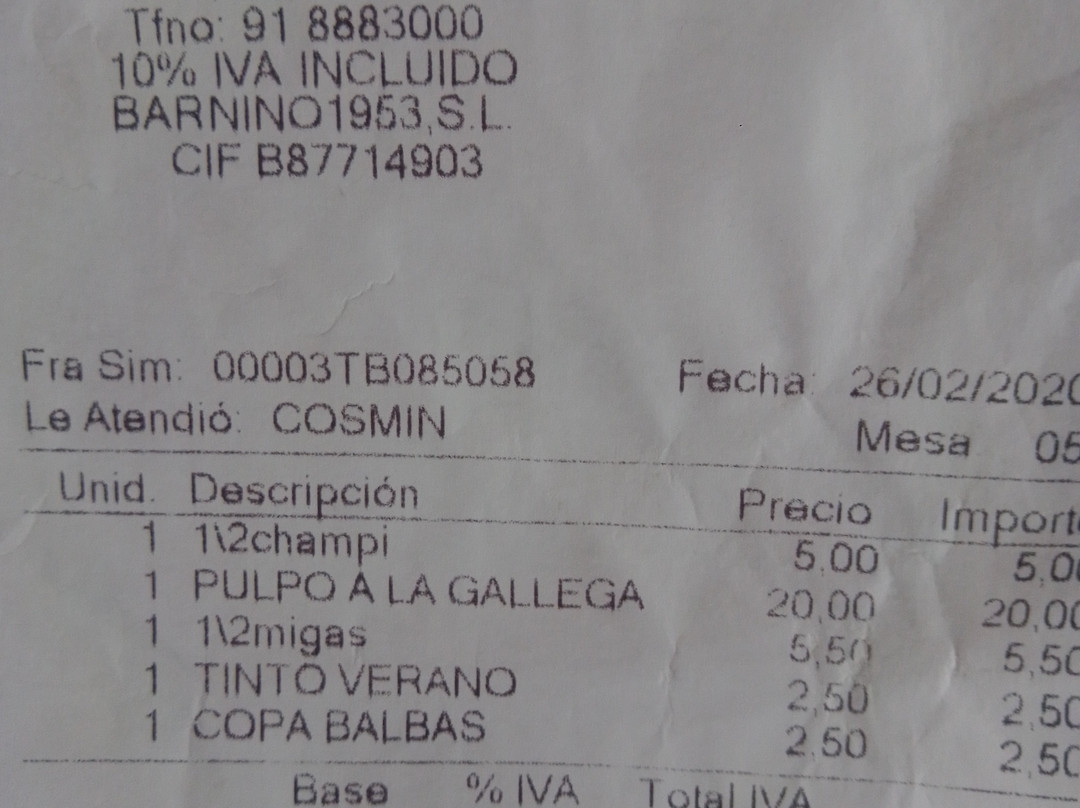 Tfno: 91 8883000
10% IVA INCLUIDO
BARNINO1953,S.L.
CIF B87714903
Fra Sim: 00003TB085058 Fecha: 26/02/2020
Le Atendió: COSMIN Mesa 05
Unid. Descripción Precio Importe
1 1\2champi 5,00 5,00
1 PULPO A LA GALLEGA 20,00 20,00
1 1\2migas 5,50 5,50
1 TINTO VERANO 2,50 2,50
1 COPA BALBAS 2,50 2,50
Base % IVA Total IVA